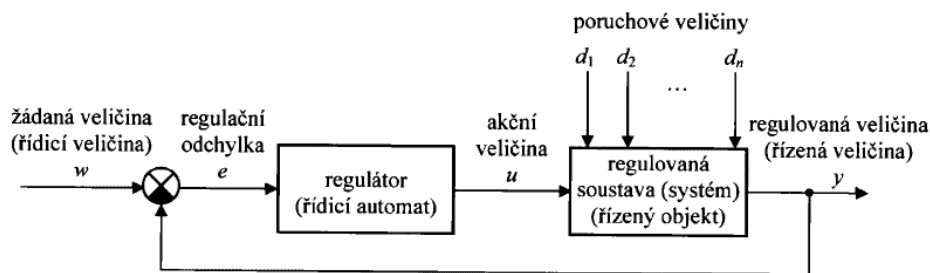 poruchové veličiny
d1 d2 ... dn
žádaná veličina
(řídicí veličina)
w
regulační
odchylka
e
regulátor
(řídicí automat)
akční
veličina
u
regulovaná
soustava (systém)
(řízený objekt)
regulovaná veličina
(řízená veličina)
y